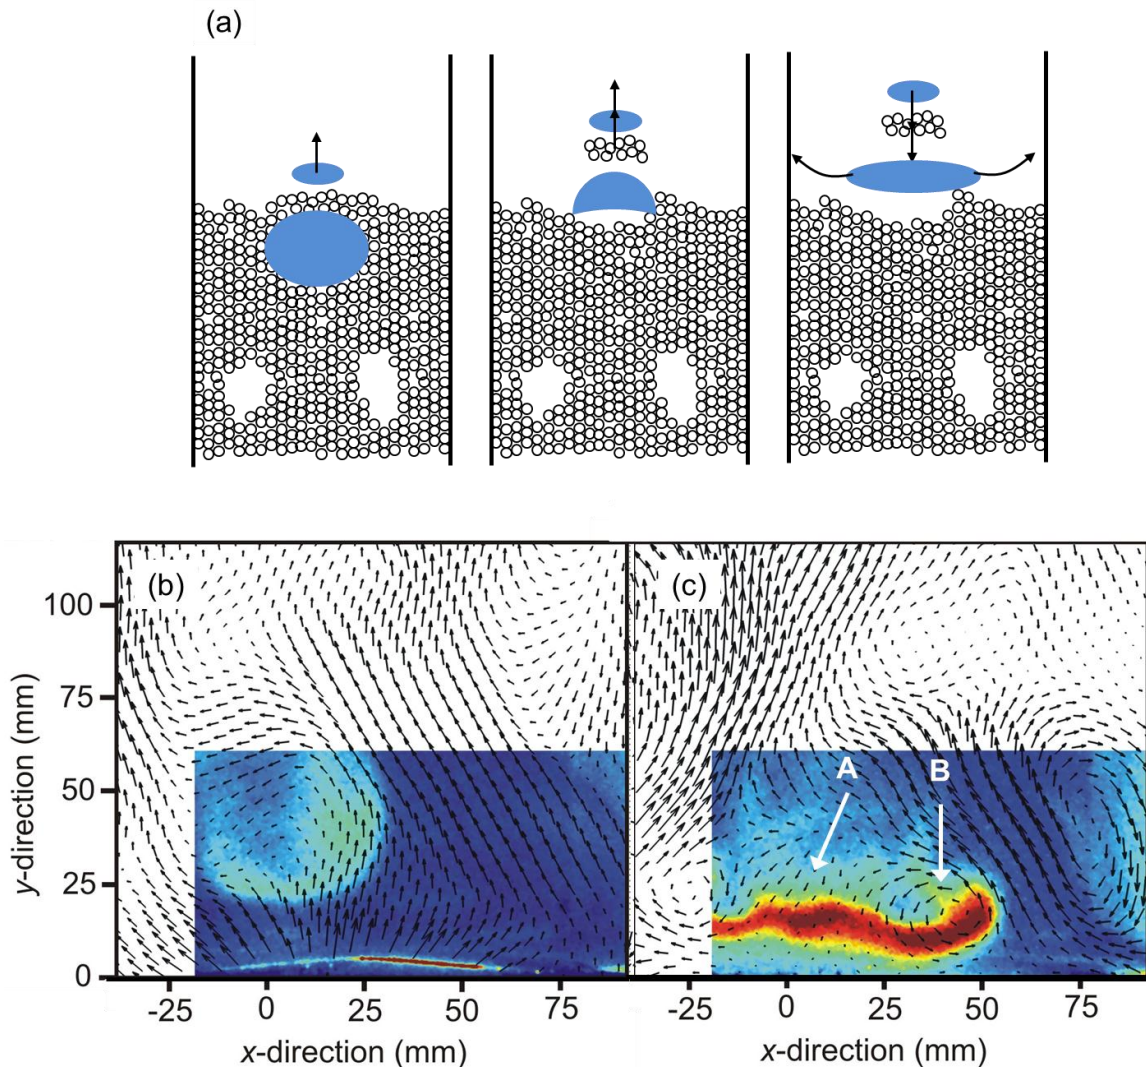 (a)
(b)
(c)
A
B
100
75
50
25
0
-25 0 25 50 75
-25 0 25 50 75
y-direction (mm)
x-direction (mm)
x-direction (mm)